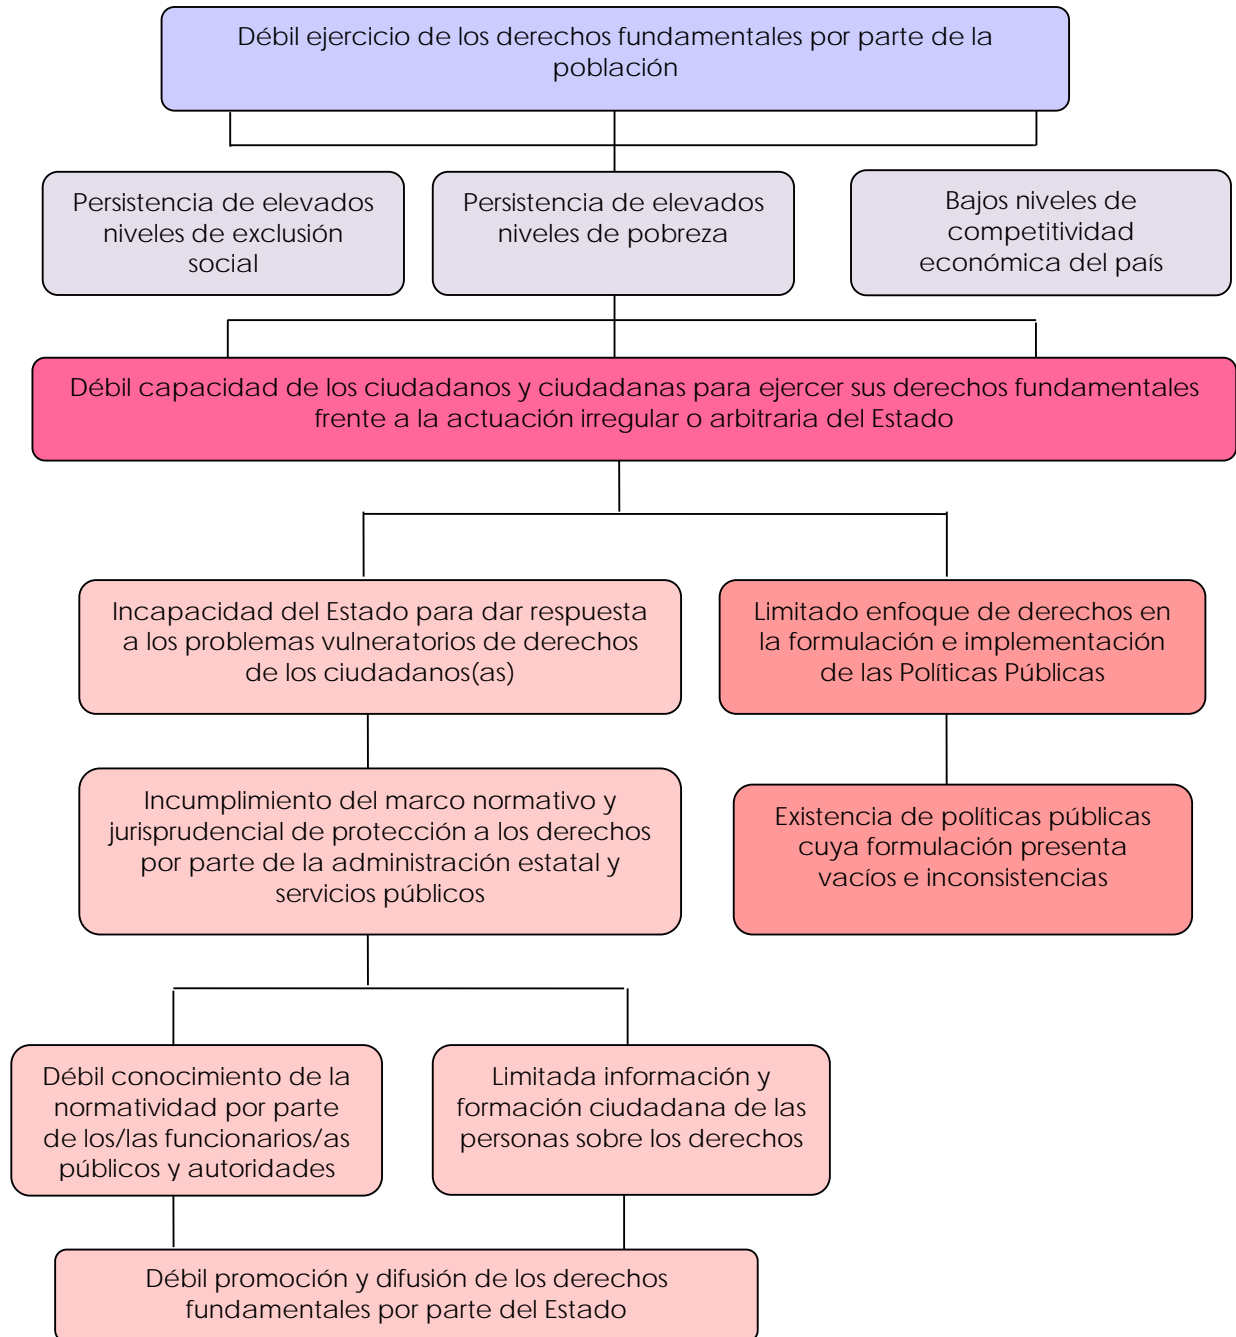 Débil ejercicio de los derechos fundamentales por parte de la
población
Persistencia de elevados
niveles de exclusión
social
Persistencia de elevados
niveles de pobreza
Bajos niveles de
competitividad
económica del país
Débil capacidad de los ciudadanos y ciudadanas para ejercer sus derechos fundamentales
frente a la actuación irregular o arbitraria del Estado
Incapacidad del Estado para dar respuesta
a los problemas vulneratorios de derechos
de los ciudadanos(as)
Limitado enfoque de derechos en
la formulación e implementación
de las Políticas Públicas
Incumplimiento del marco normativo y
jurisprudencial de protección a los derechos
por parte de la administración estatal y
servicios públicos
Existencia de políticas públicas
cuya formulación presenta
vacíos e inconsistencias
Débil conocimiento de la
normatividad por parte
de los/las funcionarios/as
públicos y autoridades
Limitada información y
formación ciudadana de las
personas sobre los derechos
Débil promoción y difusión de los derechos
fundamentales por parte del Estado